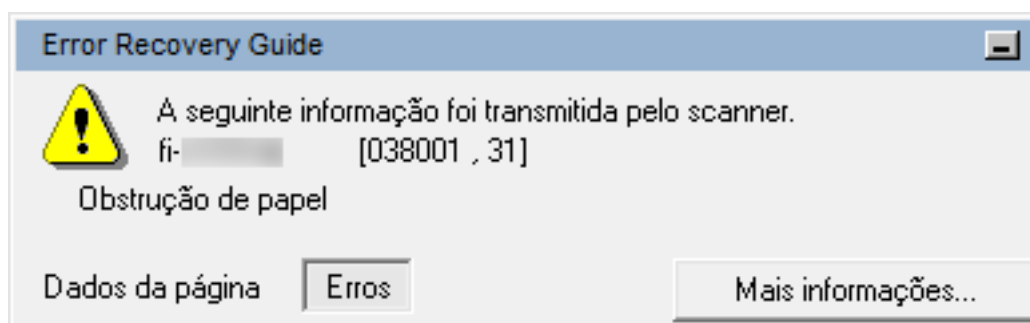 Error Recovery Guide
A seguinte informação foi transmitida pelo scanner.
fi- [038001 , 31]
Obstrução de papel
Dados da página Erros Mais informações...